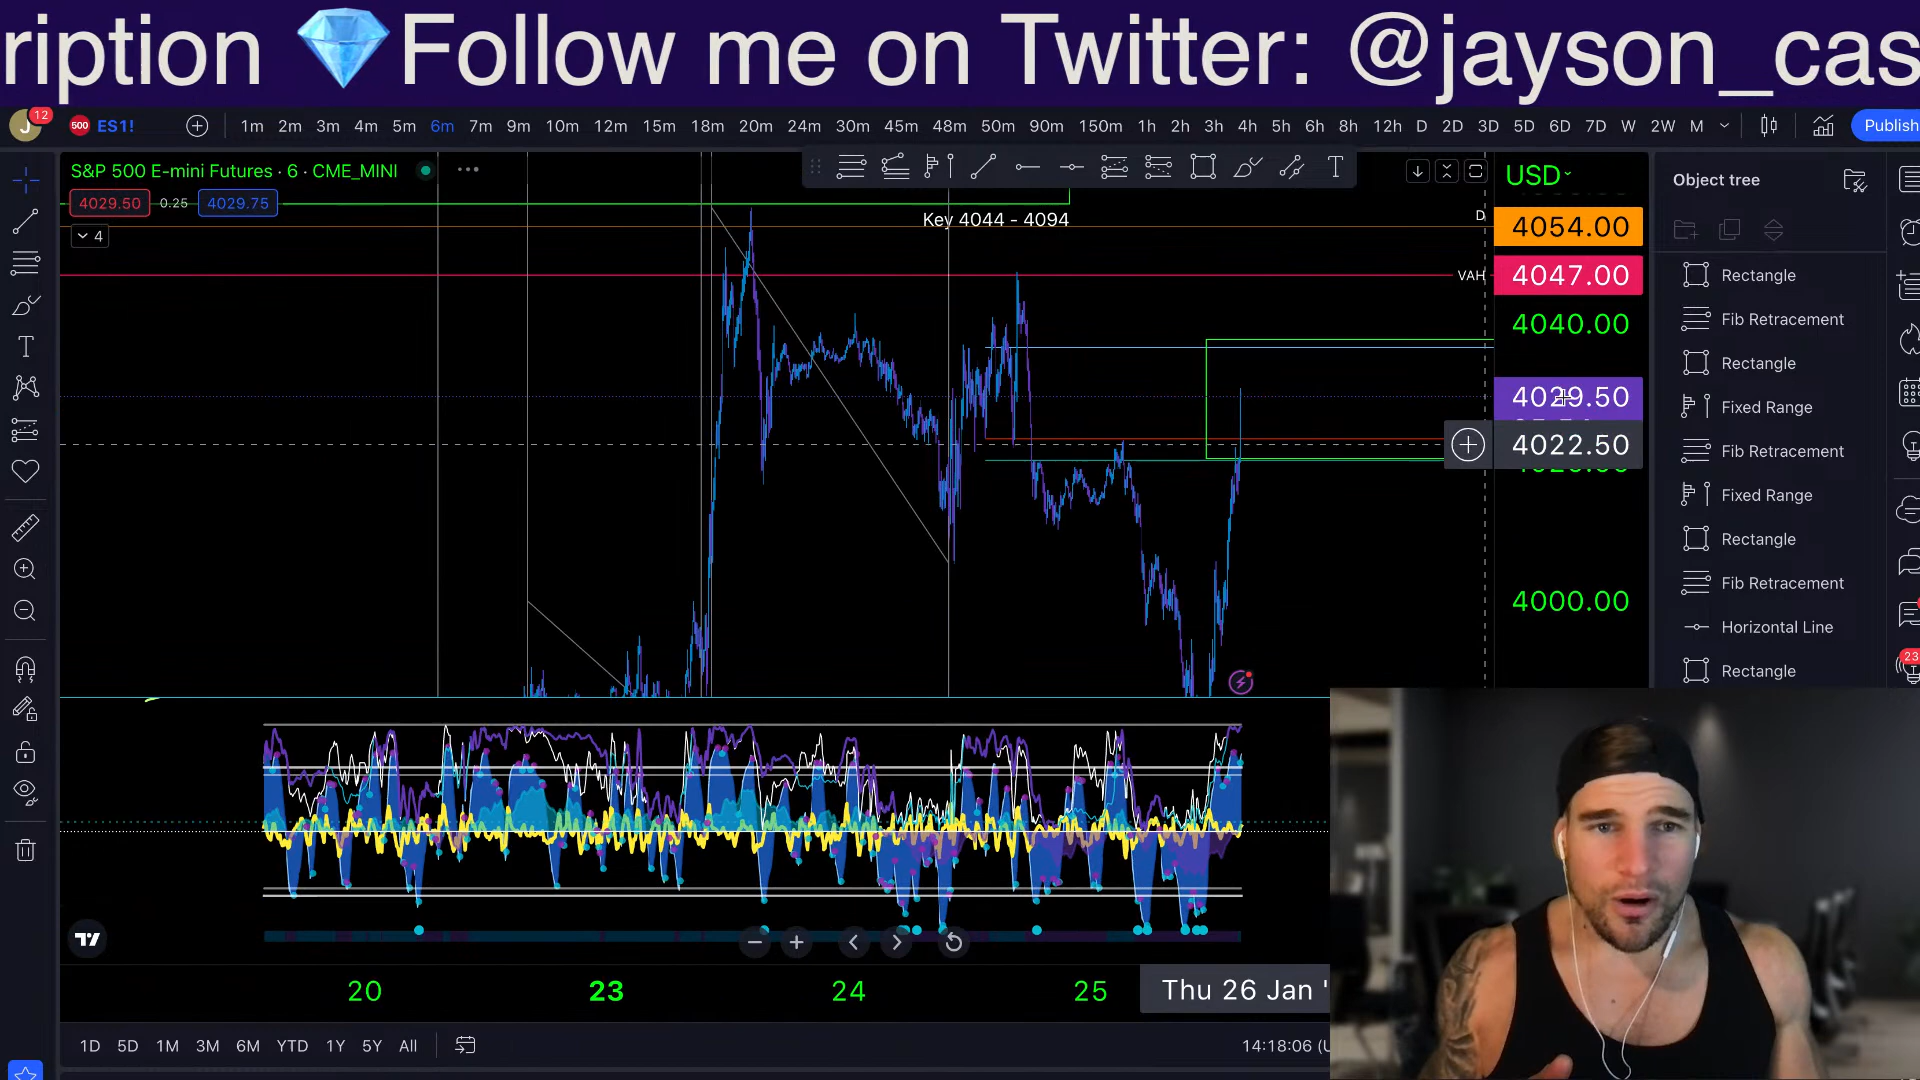 ription 💎Follow me on Twitter: @jayson_cas
J 12 500 ES1! 1m 2m 3m 4m 5m 6m 7m 9m 10m 12m 15m 18m 20m 24m 30m 45m 48m 50m 90m 150m 1h 2h 3h 4h 5h 6h 8h 12h D 2D 3D 5D 6D 7D W 2W M Publish
S&P 500 E-mini Futures · 6 · CME_MINI
USD
Object tree
4029.50 0.25 4029.75
Key 4044 - 4094
D
4054.00
4
VAH
4047.00
Rectangle
4040.00
Fib Retracement
Rectangle
4029.50
Fixed Range
4022.50
Fib Retracement
Fixed Range
Rectangle
Fib Retracement
4000.00
Horizontal Line
Rectangle
23
20
23
24
25
Thu 26 Jan '
1D 5D 1M 3M 6M YTD 1Y 5Y All
14:18:06 (U